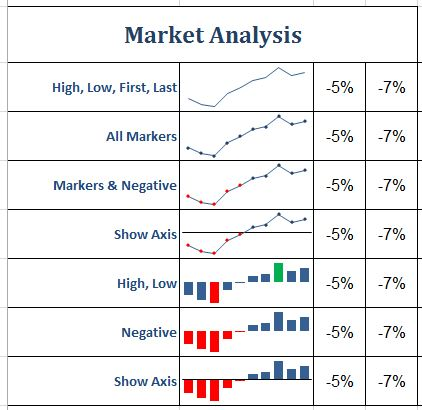 Market Analysis
High, Low, First, Last -5% -7%
All Markers -5% -7%
Markers & Negative -5% -7%
Show Axis -5% -7%
High, Low -5% -7%
Negative -5% -7%
Show Axis -5% -7%